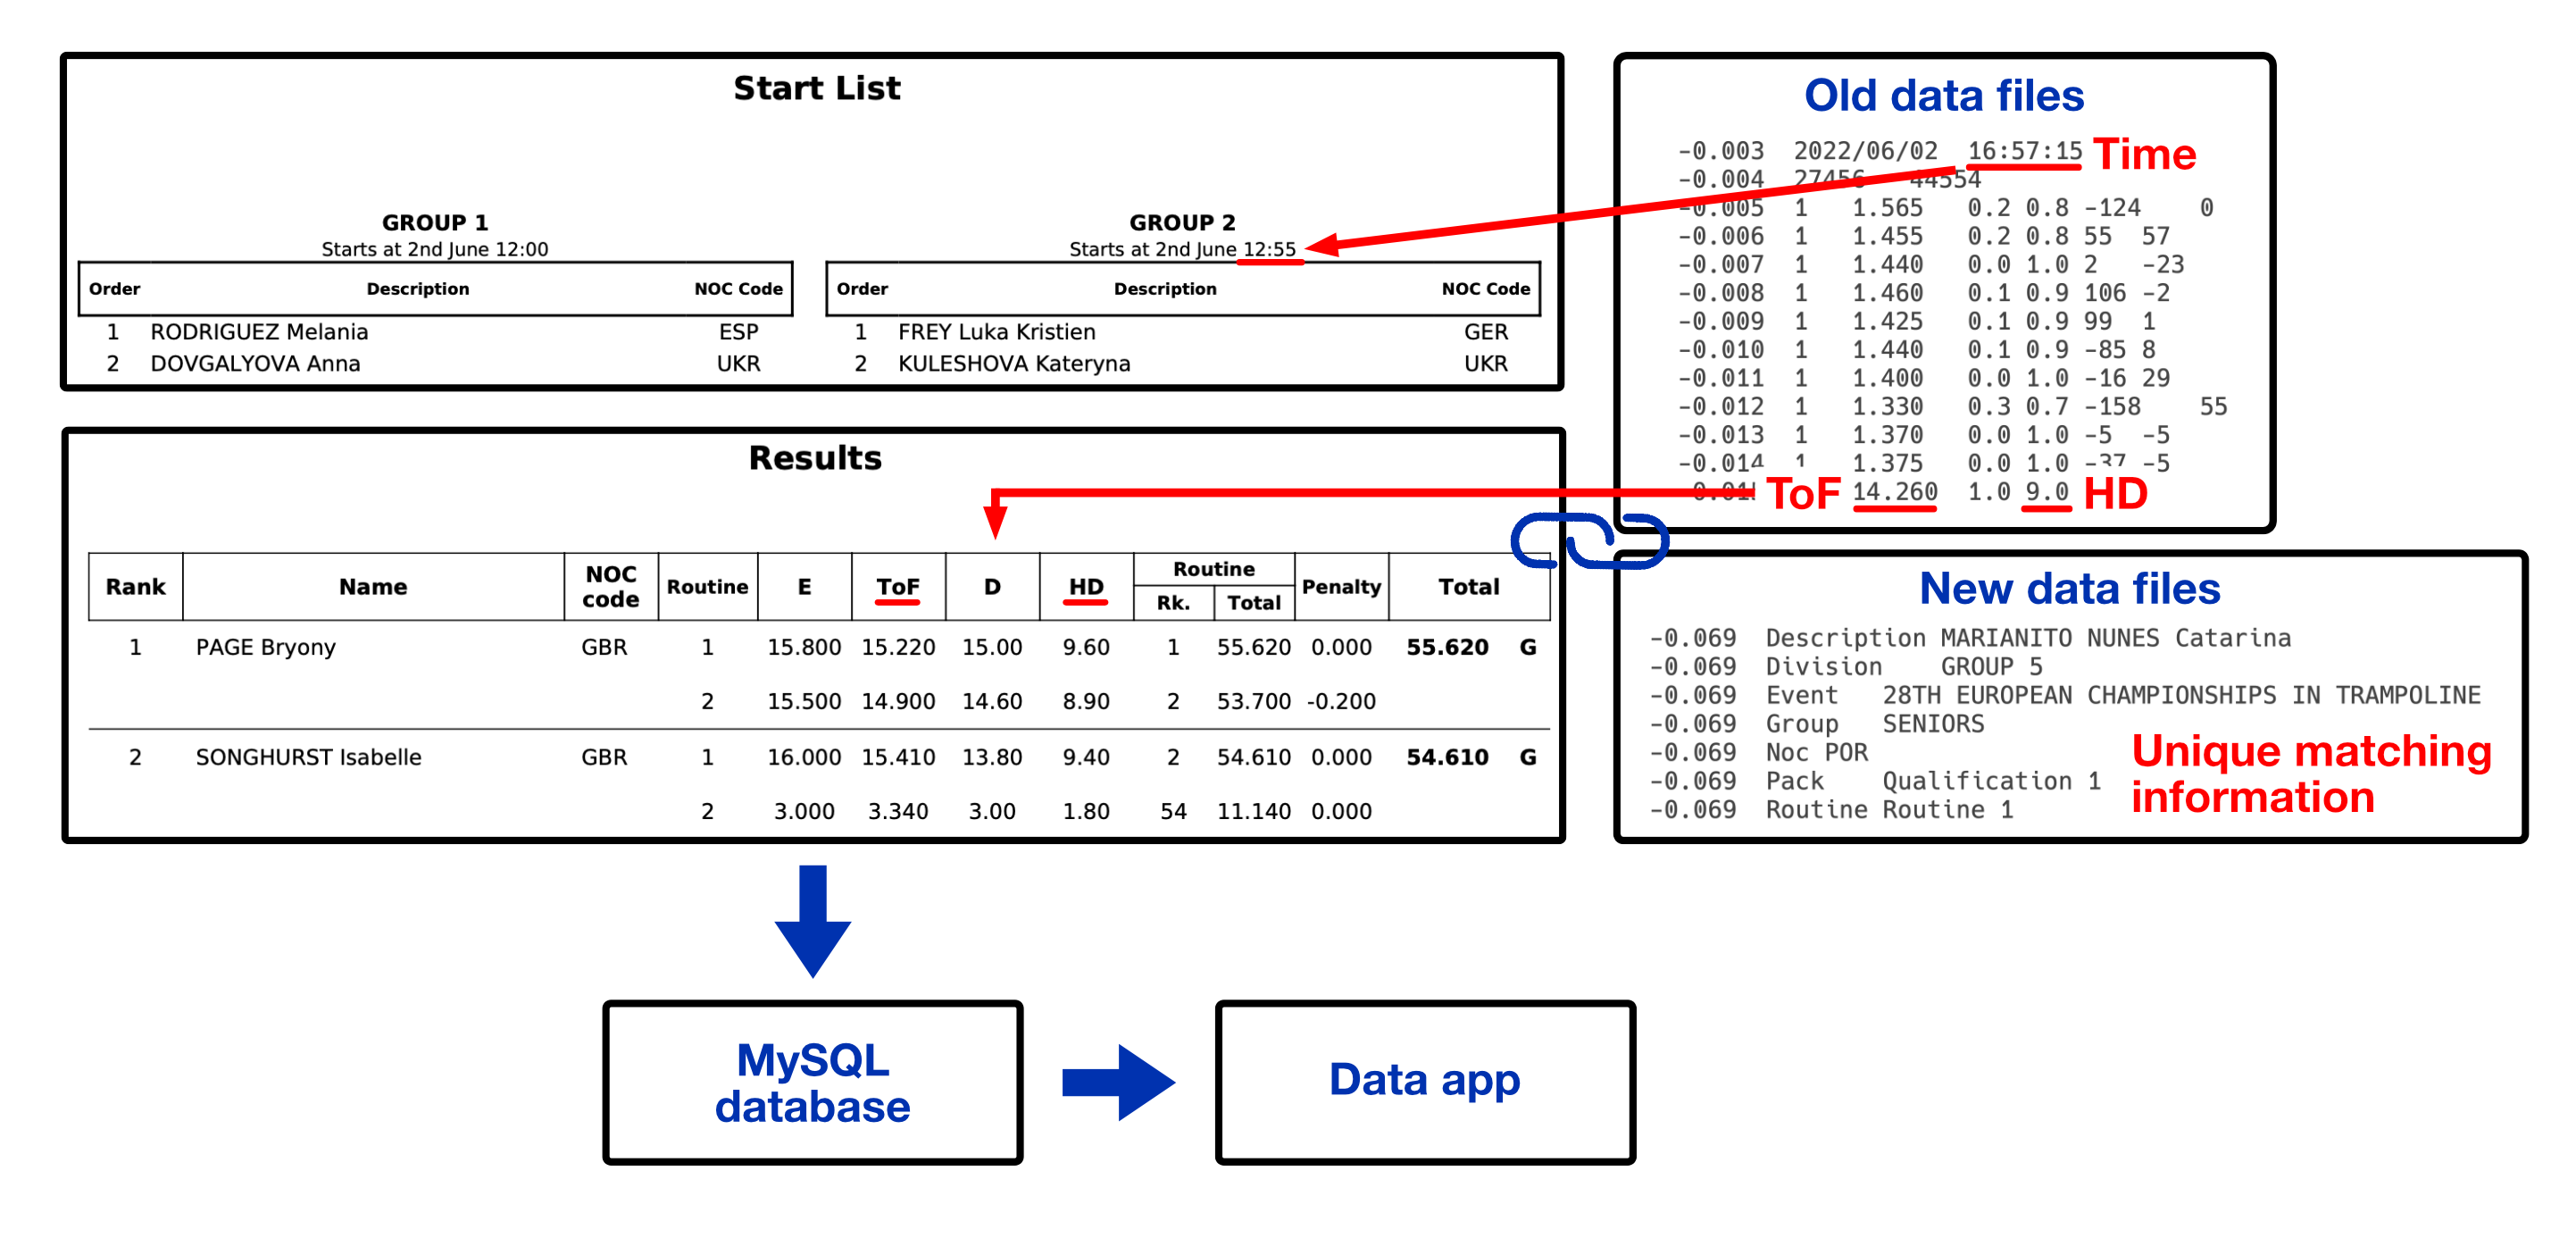 Start List
GROUP 1
Starts at 2nd June 12:00
Order Description NOC Code
1 RODRIGUEZ Melania ESP
2 DOVGALYOVA Anna UKR
GROUP 2
Starts at 2nd June 12:55
Order Description NOC Code
1 FREY Luka Kristien GER
2 KULESHOVA Kateryna UKR
Results
Rank Name NOC code Routine E ToF D HD Routine Rk. Total Penalty Total
1 PAGE Bryony GBR 1 15.800 15.220 15.00 9.60 1 55.620 0.000 55.620 G
2 15.500 14.900 14.60 8.90 2 53.700 -0.200
2 SONGHURST Isabelle GBR 1 16.000 15.410 13.80 9.40 2 54.610 0.000 54.610 G
2 3.000 3.340 3.00 1.80 54 11.140 0.000
Old data files
-0.003 2022/06/02 16:57:15 Time
-0.004 27456 44554
-0.005 1 1.565 0.2 0.8 -124 0
-0.006 1 1.455 0.2 0.8 55 57
-0.007 1 1.440 0.0 1.0 2 -23
-0.008 1 1.460 0.1 0.9 106 -2
-0.009 1 1.425 0.1 0.9 99 1
-0.010 1 1.440 0.1 0.9 -85 8
-0.011 1 1.400 0.0 1.0 -16 29
-0.012 1 1.330 0.3 0.7 -158 55
-0.013 1 1.370 0.0 1.0 -5 -5
-0.014 1 1.375 0.0 1.0 -37 -5
ToF 14.260 1.0 9.0 HD
New data files
-0.069 Description MARIANITO NUNES Catarina
-0.069 Division GROUP 5
-0.069 Event 28TH EUROPEAN CHAMPIONSHIPS IN TRAMPOLINE
-0.069 Group SENIORS
-0.069 Noc POR
-0.069 Pack Qualification 1
-0.069 Routine Routine 1
Unique matching
information
MySQL
database
Data app